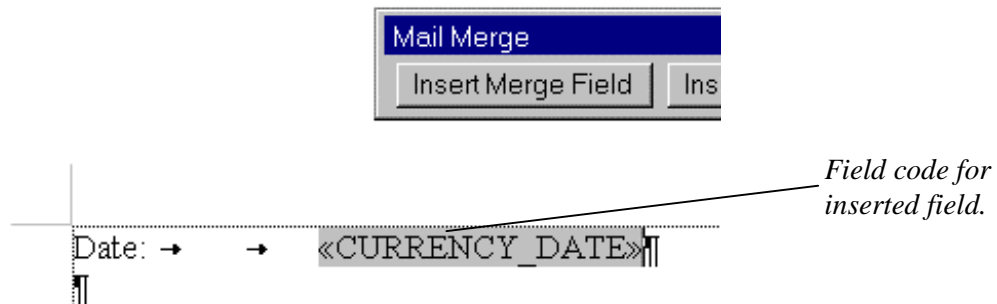 Mail Merge
Insert Merge Field Ins
Field code for
inserted field.
Date: → → «CURRENCY_DATE»¶
¶